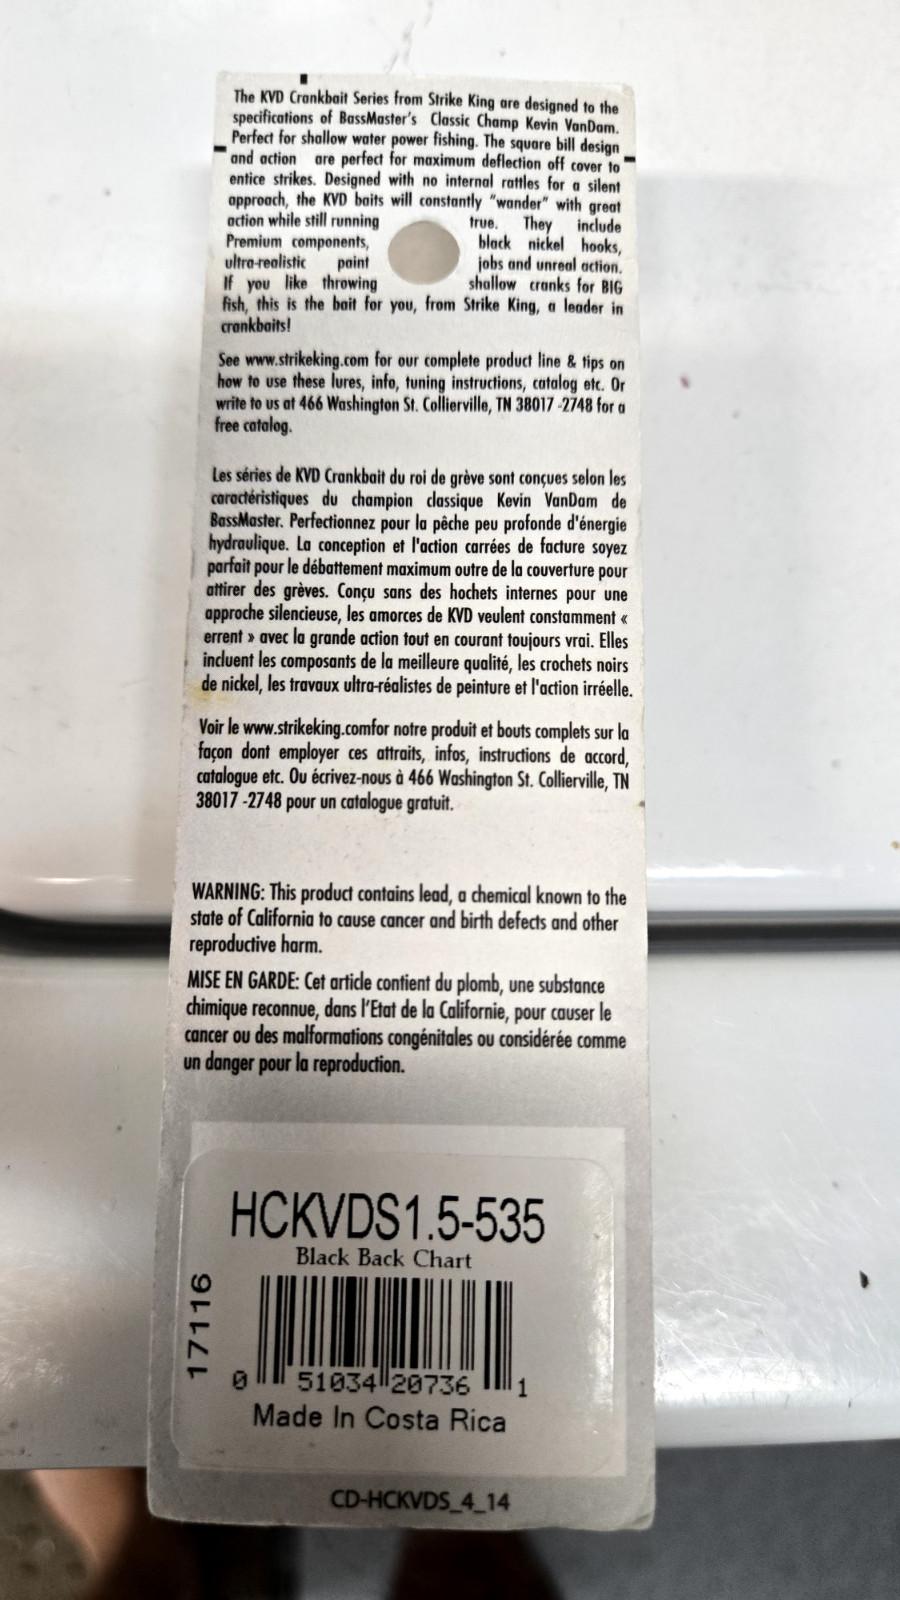 The KVD Crankbait Series from Strike King are designed to the
specifications of BassMaster's Classic Champ Kevin VanDam.
Perfect for shallow water power fishing. The square bill design
and action are perfect for maximum deflection off cover to
entice strikes. Designed with no internal rattles for a silent
approach, the KVD baits will constantly "wander" with great
action while still running true. They include
Premium components, black nickel hooks,
ultra-realistic paint jobs and unreal action.
If you like throwing shallow cranks for BIG
fish, this is the bait for you, from Strike King, a leader in
crankbaits!
See www.strikeking.com for our complete product line & tips on
how to use these lures, info, tuning instructions, catalog etc. Or
write to us at 466 Washington St. Collierville, TN 38017 -2748 for a
free catalog.
Les séries de KVD Crankbait du roi de grève sont conçues selon les
caractéristiques du champion classique Kevin VanDam de
BassMaster. Perfectionnez pour la pêche peu profonde d'énergie
hydraulique. La conception et l'action carrées de facture soyez
parfait pour le débattement maximum outre de la couverture pour
attirer des grèves. Conçu sans des hochets internes pour une
approche silencieuse, les amorces de KVD veulent constamment «
errent » avec la grande action tout en courant toujours vrai. Elles
incluent les composants de la meilleure qualité, les crochets noirs
de nickel, les travaux ultra-réalistes de peinture et l'action irréelle.
Voir le www.strikeking.comfor notre produit et bouts complets sur la
façon dont employer ces attraits, infos, instructions de accord,
catalogue etc. Ou écrivez-nous à 466 Washington St. Collierville, TN
38017 -2748 pour un catalogue gratuit.
WARNING: This product contains lead, a chemical known to the
state of California to cause cancer and birth defects and other
reproductive harm.
MISE EN GARDE: Cet article contient du plomb, une substance
chimique reconnue, dans l'Etat de la Californie, pour causer le
cancer ou des malformations congénitales ou considérée comme
un danger pour la reproduction.
HCKVDS1.5-535
Black Back Chart
17116
0 51034 20736 1
Made In Costa Rica
CD-HCKVDS_4_14